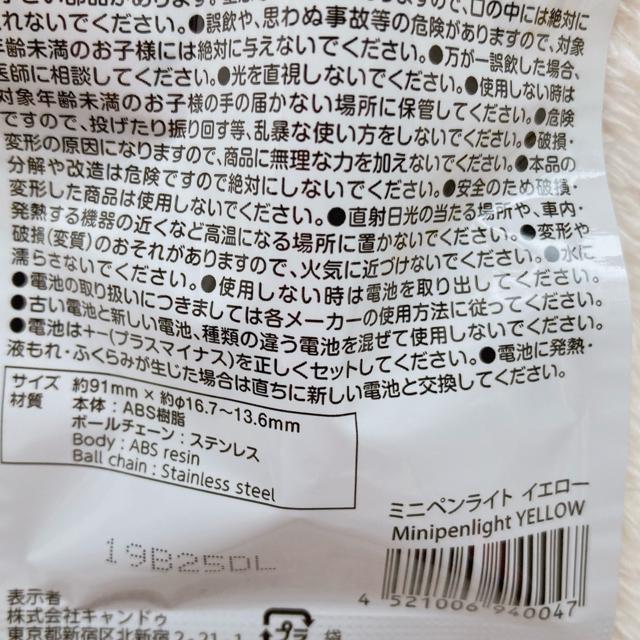 さい部品があります。
ますので、口の中には絶対に
れないでください。●誤飲や、思わぬ事故等の危険がありますので、対象
年齢未満のお子様には絶対に与えないでください。●万が一誤飲した場合、
医師に相談してください。●光を直視しないでください。●使用しない時は
対象年齢未満のお子様の手の届かない場所に保管してください。●危険
ですので、投げたり振り回す等、乱暴な使い方をしないでください。●破損・
変形の原因になりますので、商品に無理な力を加えないでください。●本品の
分解や改造は危険ですので絶対にしないでください。●安全のため破損・
変形した商品は使用しないでください。●直射日光の当たる場所や、車内・
発熱する機器の近くなど高温になる場所に置かないでください。●変形や
破損(変質)のおそれがありますので、火気に近づけないでください。●水に
濡らさないでください。●使用しない時は電池を取り出してください。
●電池の取り扱いにつきましては各メーカーの使用方法に従ってください。
●古い電池と新しい電池、種類の違う電池を混ぜて使用しないでください。
●電池は+-(プラスマイナス)を正しくセットしてください。●電池に発熱・
液もれ・ふくらみが生じた場合は直ちに新しい電池と交換してください。
サイズ 約91mm×約φ16.7~13.6mm
材質 本体:ABS樹脂
ボールチェーン:ステンレス
Body : ABS resin
Ball chain : Stainless steel
ミニペンライト イエロー
Minipenlight YELLOW
19B25DL
4 521006 940047
表示者
株式会社キャンドゥ
東京都新宿区北新宿2-21-1
プラ
袋